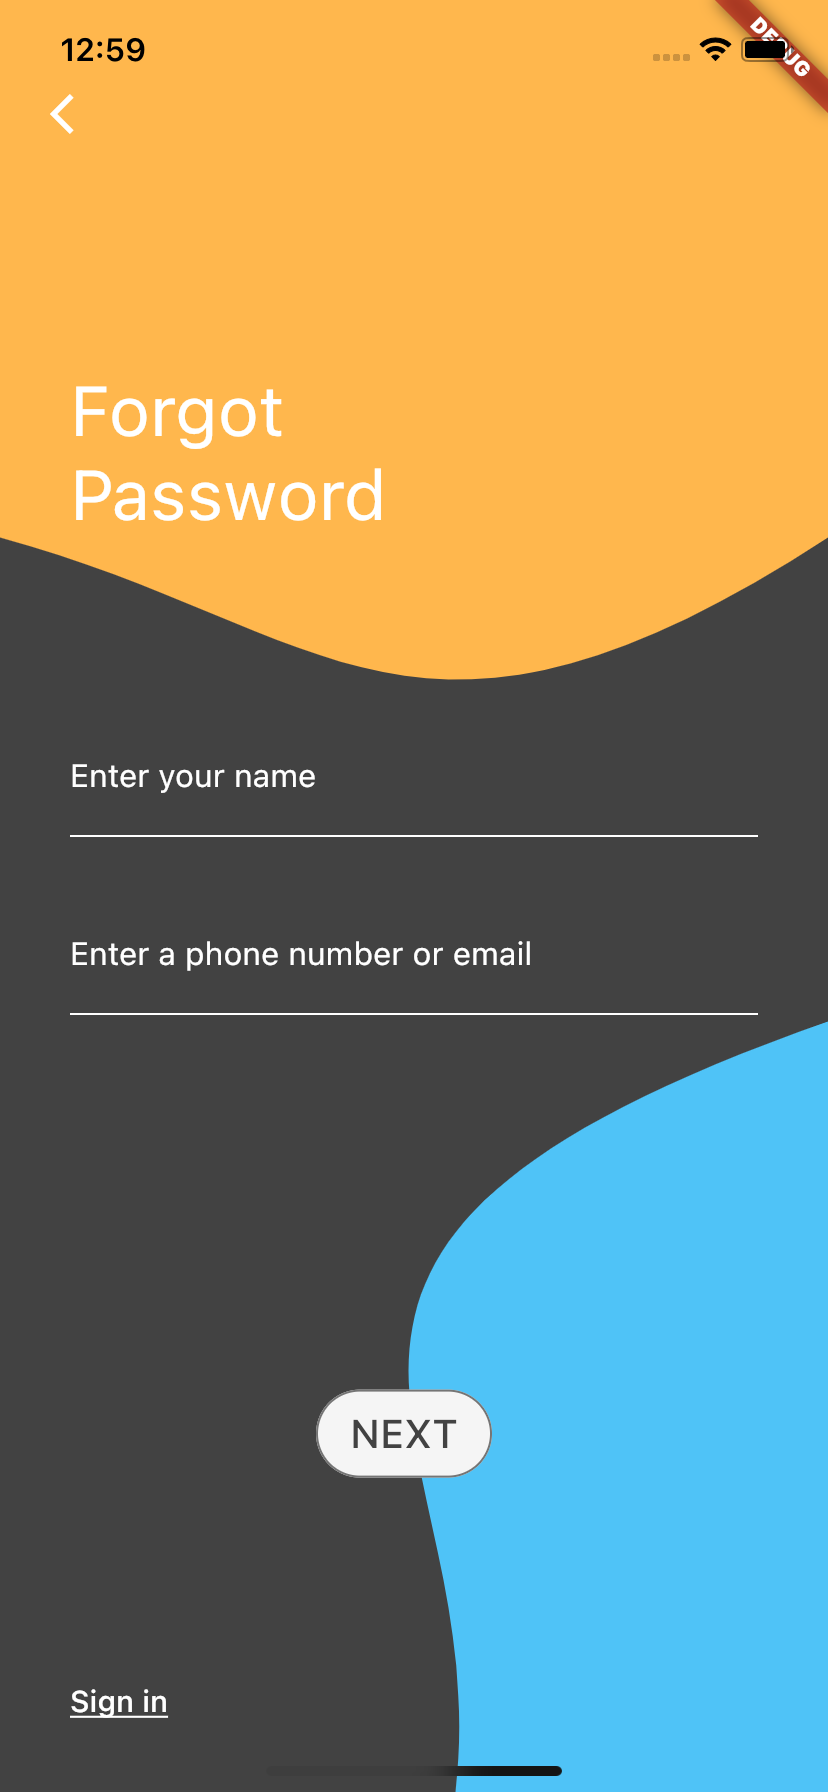 12:59
DEBUG
Forgot
Password
Enter your name
Enter a phone number or email
NEXT
Sign in